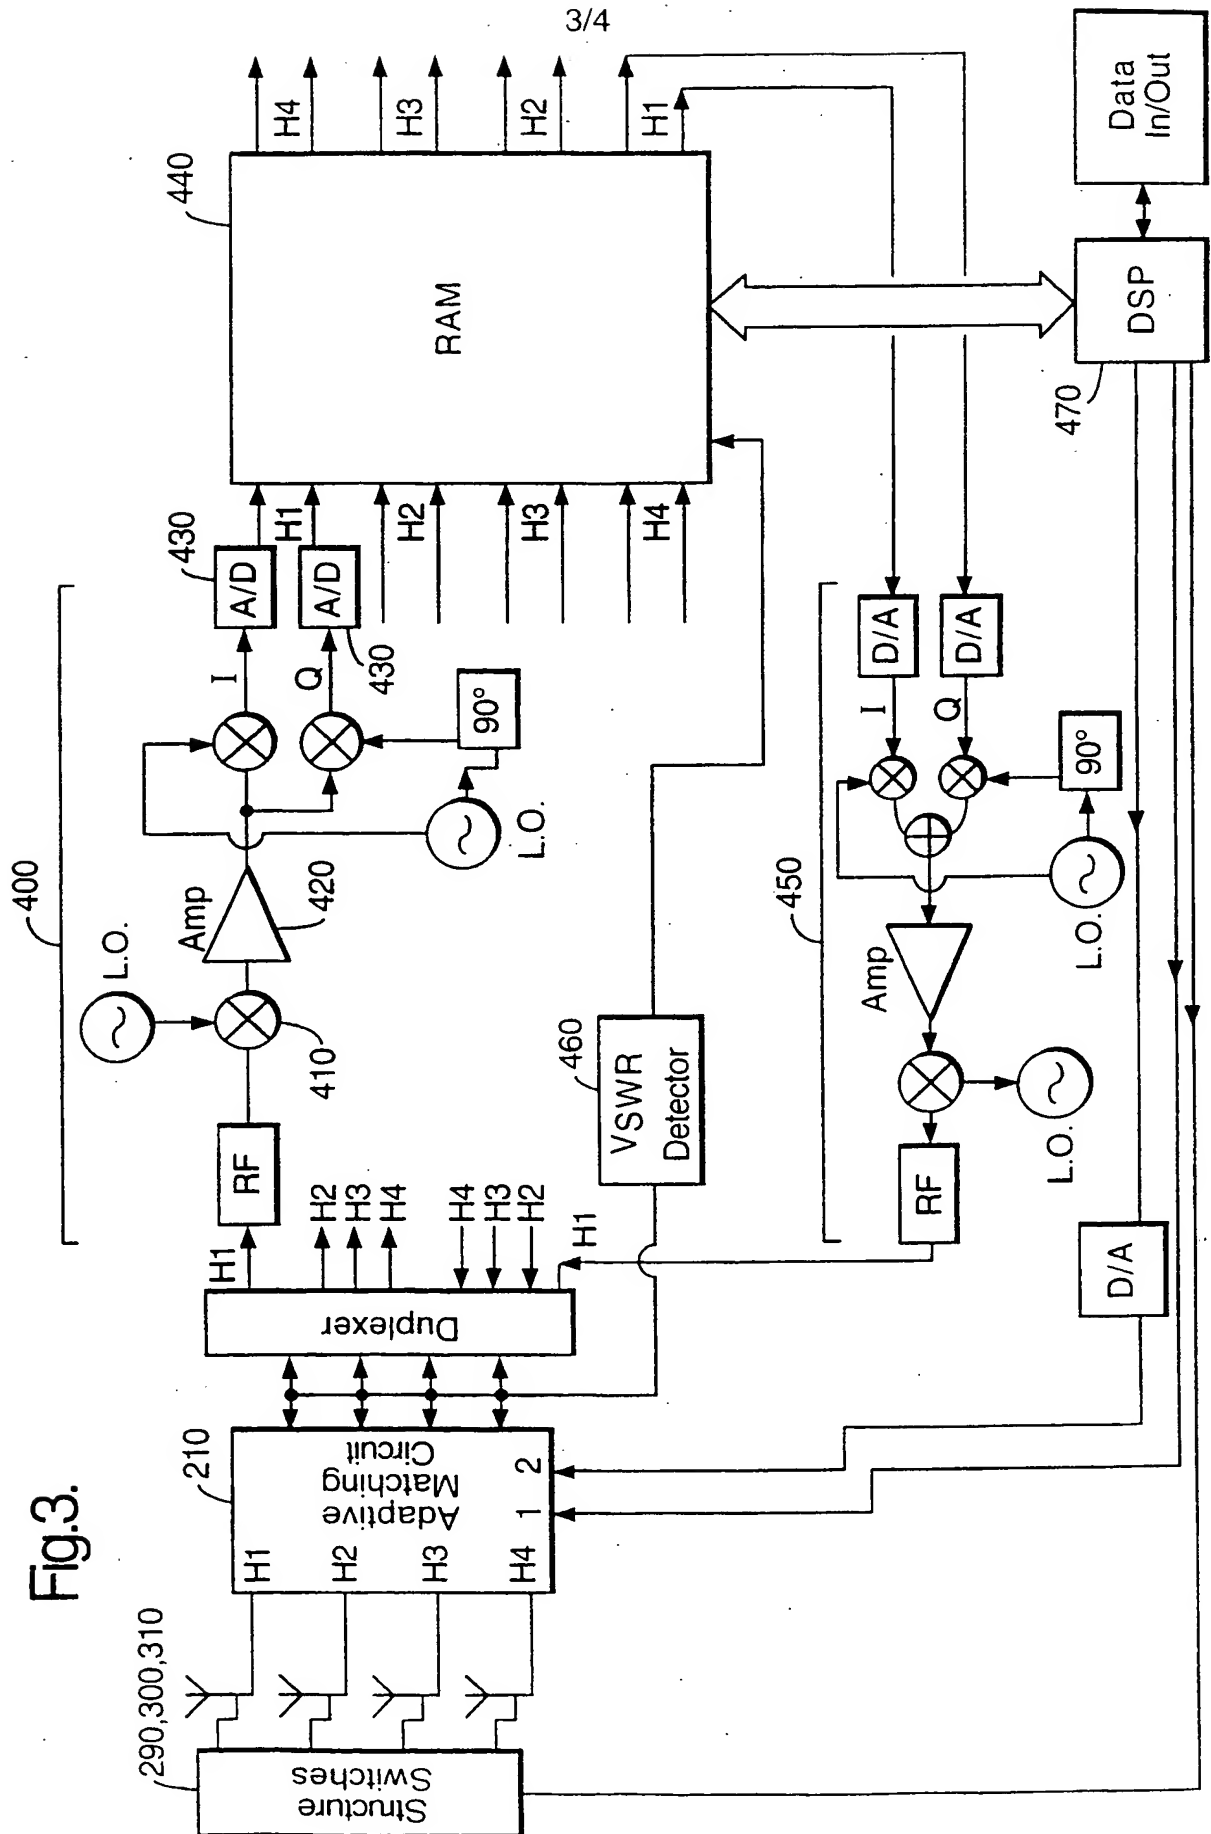 3/4
Fig.3.
290,300,310
Structure
Switches
210
H1
H2
H3
H4
Adaptive
Matching
Circuit
1
2
Duplexer
H1
H2
H3
H4
H4
H3
H2
H1
400
RF
410
L.O.
Amp
420
L.O.
90°
I
Q
430
A/D
A/D
430
H1
H2
H3
H4
440
RAM
H4
H3
H2
H1
460
VSWR
Detector
450
RF
L.O.
Amp
L.O.
90°
I
Q
D/A
D/A
D/A
470
DSP
Data
In/Out